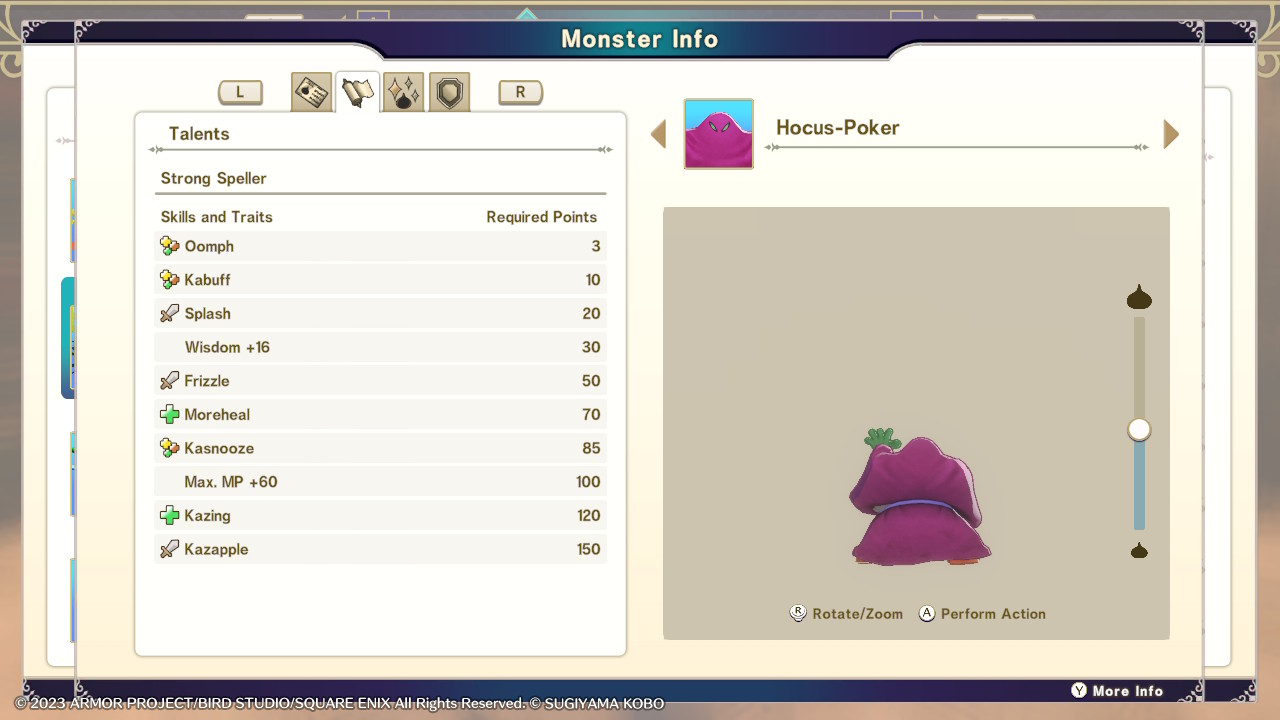 Monster Info
L
R
Talents
Strong Speller
Skills and Traits Required Points
Oomph 3
Kabuff 10
Splash 20
Wisdom +16 30
Frizzle 50
Moreheal 70
Kasnooze 85
Max. MP +60 100
Kazing 120
Kazapple 150
Hocus-Poker
R Rotate/Zoom A Perform Action
Y More Info
© 2023 ARMOR PROJECT/BIRD STUDIO/SQUARE ENIX All Rights Reserved. © SUGIYAMA KOBO